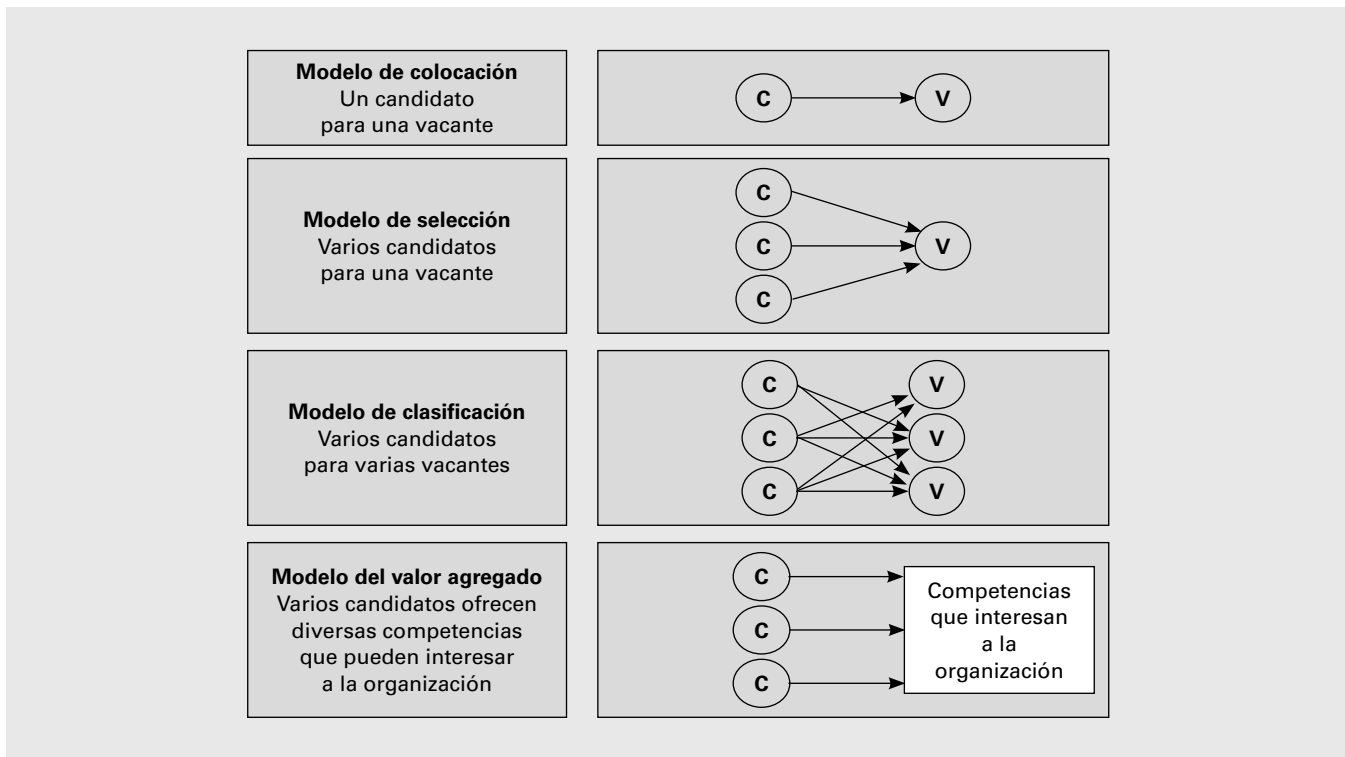 Modelo de colocación
Un candidato
para una vacante
C
V
Modelo de selección
Varios candidatos
para una vacante
C
C
V
C
Modelo de clasificación
Varios candidatos
para varias vacantes
C
V
C
V
C
V
Modelo del valor agregado
Varios candidatos ofrecen
diversas competencias
que pueden interesar
a la organización
C
C
C
Competencias
que interesan
a la
organización